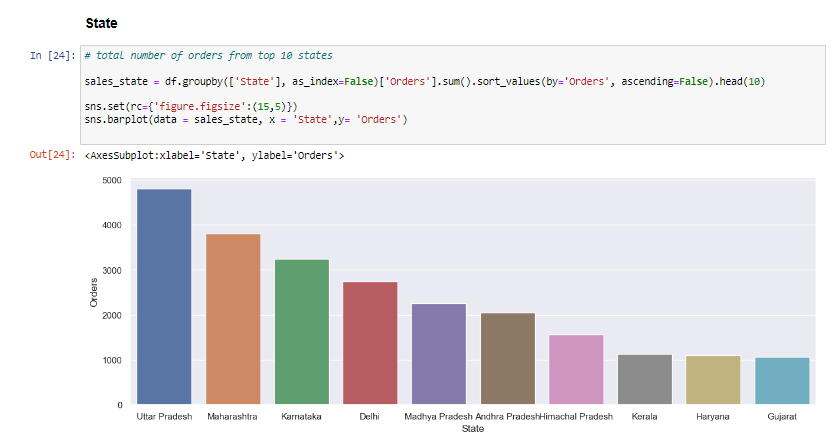 State
In [24]: # total number of orders from top 10 states
sales_state = df.groupby(['State'], as_index=False)['Orders'].sum().sort_values(by='Orders', ascending=False).head(10)
sns.set(rc={'figure.figsize':(15,5)})
sns.barplot(data = sales_state, x = 'State',y= 'Orders')
Out[24]: <AxesSubplot:xlabel='State', ylabel='Orders'>
5000
4000
3000
2000
1000
0
Orders
Uttar Pradesh Maharashtra Karnataka Delhi Madhya Pradesh Andhra Pradesh Himachal Pradesh Kerala Haryana Gujarat
State